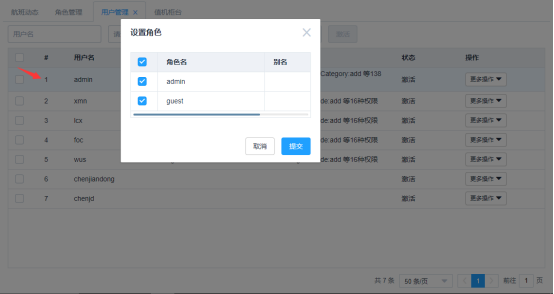 航班动态 角色管理 用户管理 × 值机柜台
用户名 激活
设置角色 ×
角色名 别名
admin
guest
取消 提交
# 用户名 状态 操作
1 admin Category:add 等138 激活 更多操作
2 xmn de:add 等16种权限 激活 更多操作
3 lcx de:add 等16种权限 激活 更多操作
4 foc de:add 等16种权限 激活 更多操作
5 wus de:add 等16种权限 激活 更多操作
6 chenjiandong 激活 更多操作
7 chenjd 激活 更多操作
共 7 条 50 条/页 1 前往 1 页